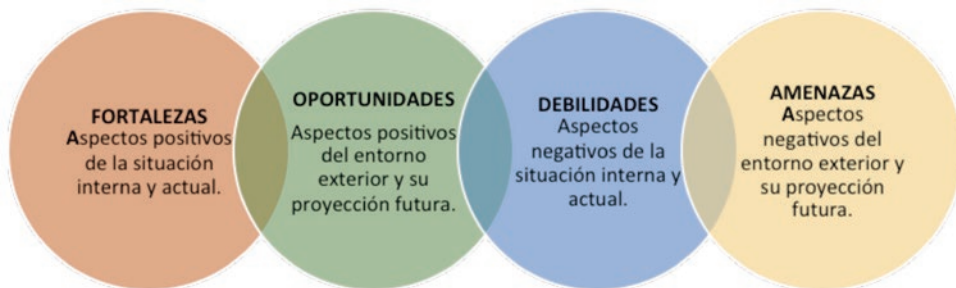 FORTALEZAS
Aspectos positivos
de la situación
interna y actual.
OPORTUNIDADES
Aspectos positivos
del entorno
exterior y su
proyección futura.
DEBILIDADES
Aspectos
negativos de la
situación interna y
actual.
AMENAZAS
Aspectos
negativos del
entorno exterior y
su proyección
futura.